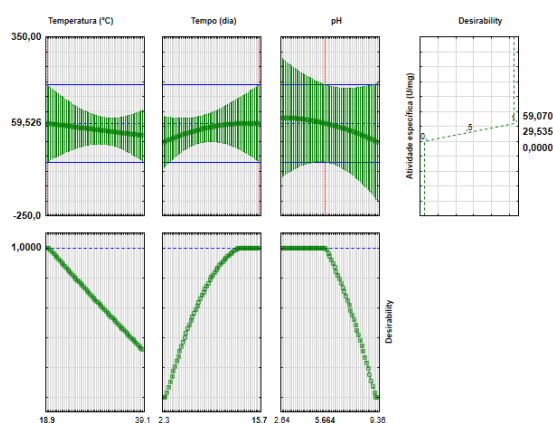 Temperatura (°C) Tempo (dia) pH Desirability
350,00
59,526
-250,0
Atividade específica (U/mg)
0, ,5 1,
59,070
29,535
0,0000
1,0000
Desirability
18.9 39.1 2.3 15.7 2.64 5.664 9.36